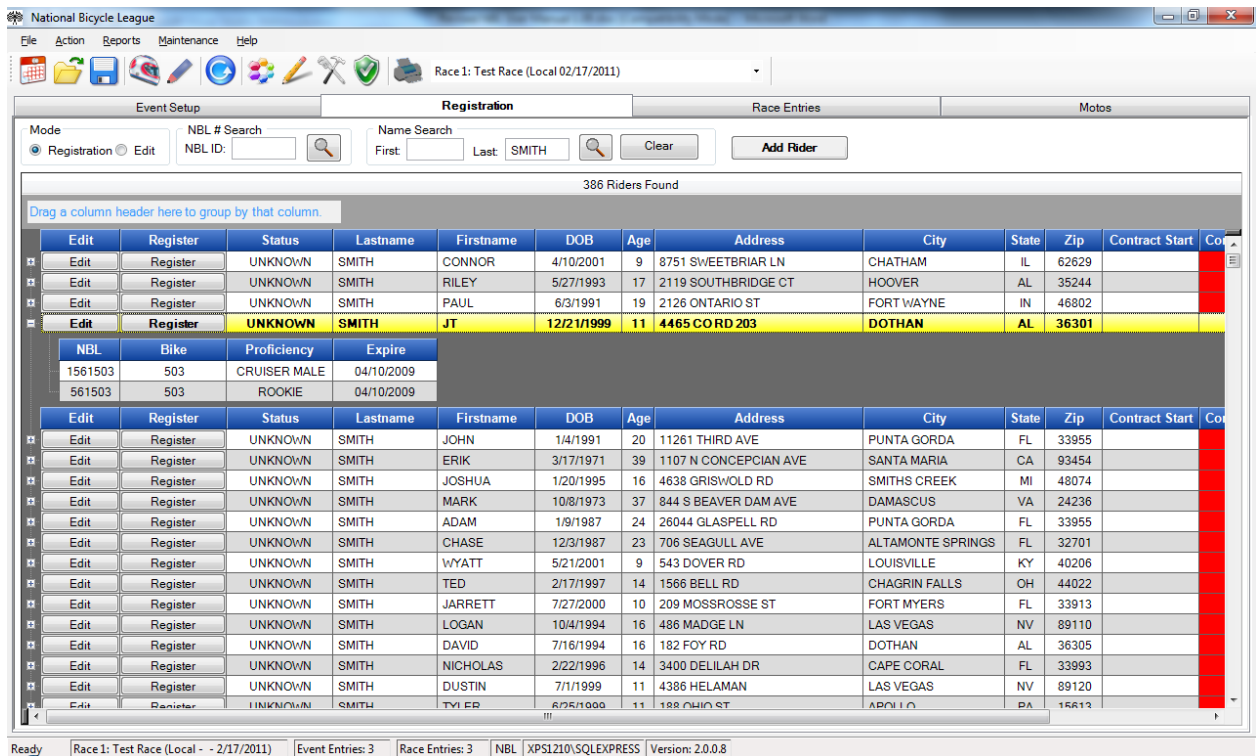 National Bicycle League
File Action Reports Maintenance Help
Race 1: Test Race (Local 02/17/2011)
Event Setup Registration Race Entries Motos
Mode NBL # Search Name Search
Registration Edit NBL ID: First: Last: SMITH Clear Add Rider
386 Riders Found
Drag a column header here to group by that column.
Edit Register Status Lastname Firstname DOB Age Address City State Zip Contract Start Co
Edit Register UNKNOWN SMITH CONNOR 4/10/2001 9 8751 SWEETBRIAR LN CHATHAM IL 62629
Edit Register UNKNOWN SMITH RILEY 5/27/1993 17 2119 SOUTHBRIDGE CT HOOVER AL 35244
Edit Register UNKNOWN SMITH PAUL 6/3/1991 19 2126 ONTARIO ST FORT WAYNE IN 46802
Edit Register UNKNOWN SMITH JT 12/21/1999 11 4465 CO RD 203 DOTHAN AL 36301
NBL Bike Proficiency Expire
1561503 503 CRUISER MALE 04/10/2009
561503 503 ROOKIE 04/10/2009
Edit Register Status Lastname Firstname DOB Age Address City State Zip Contract Start Co
Edit Register UNKNOWN SMITH JOHN 1/4/1991 20 11261 THIRD AVE PUNTA GORDA FL 33955
Edit Register UNKNOWN SMITH ERIK 3/17/1971 39 1107 N CONCEPCIAN AVE SANTA MARIA CA 93454
Edit Register UNKNOWN SMITH JOSHUA 1/20/1995 16 4638 GRISWOLD RD SMITHS CREEK MI 48074
Edit Register UNKNOWN SMITH MARK 10/8/1973 37 844 S BEAVER DAM AVE DAMASCUS VA 24236
Edit Register UNKNOWN SMITH ADAM 1/9/1987 24 26044 GLASPELL RD PUNTA GORDA FL 33955
Edit Register UNKNOWN SMITH CHASE 12/3/1987 23 706 SEAGULL AVE ALTAMONTE SPRINGS FL 32701
Edit Register UNKNOWN SMITH WYATT 5/21/2001 9 543 DOVER RD LOUISVILLE KY 40206
Edit Register UNKNOWN SMITH TED 2/17/1997 14 1566 BELL RD CHAGRIN FALLS OH 44022
Edit Register UNKNOWN SMITH JARRETT 7/27/2000 10 209 MOSSROSSE ST FORT MYERS FL 33913
Edit Register UNKNOWN SMITH LOGAN 10/4/1994 16 486 MADGE LN LAS VEGAS NV 89110
Edit Register UNKNOWN SMITH DAVID 7/16/1994 16 182 FOY RD DOTHAN AL 36305
Edit Register UNKNOWN SMITH NICHOLAS 2/22/1996 14 3400 DELILAH DR CAPE CORAL FL 33993
Edit Register UNKNOWN SMITH DUSTIN 7/1/1999 11 4386 HELAMAN LAS VEGAS NV 89120
Edit Register UNKNOWN SMITH TYLER 6/25/1999 11 188 OHIO ST APOLLO PA 15613
Ready Race 1: Test Race (Local - - 2/17/2011) Event Entries: 3 Race Entries: 3 NBL XPS1210\SQLEXPRESS Version: 2.0.0.8